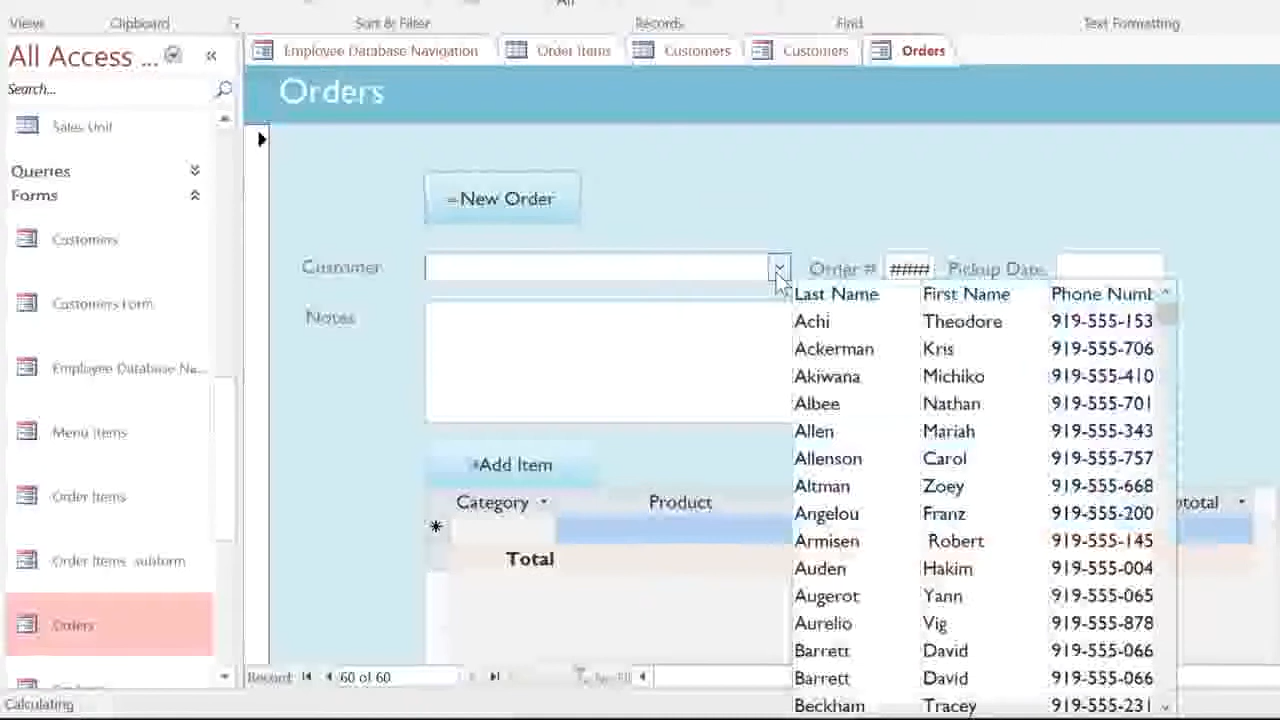 All
Views Clipboard Sort & Filter Records Find Text Formatting
All Access ...
Search...
Employee Database Navigation Order Items Customers Customers Orders
Orders
Sales Unit
Queries
Forms
Customers
Customers Form
Employee Database Na...
Menu Items
Order Items
Order Items subform
Orders
=New Order
Customer
Order # #### Pickup Date
Notes
Last Name First Name Phone Numb
Achi Theodore 919-555-153
Ackerman Kris 919-555-706
Akiwana Michiko 919-555-410
Albee Nathan 919-555-701
Allen Mariah 919-555-343
Allenson Carol 919-555-757
Altman Zoey 919-555-668
Angelou Franz 919-555-200
Armisen Robert 919-555-145
Auden Hakim 919-555-004
Augerot Yann 919-555-065
Aurelio Vig 919-555-878
Barrett David 919-555-066
Barrett David 919-555-066
Beckham Tracey 919-555-231
+Add Item
Category Product total
* 
Total
Record: 60 of 60
Calculating